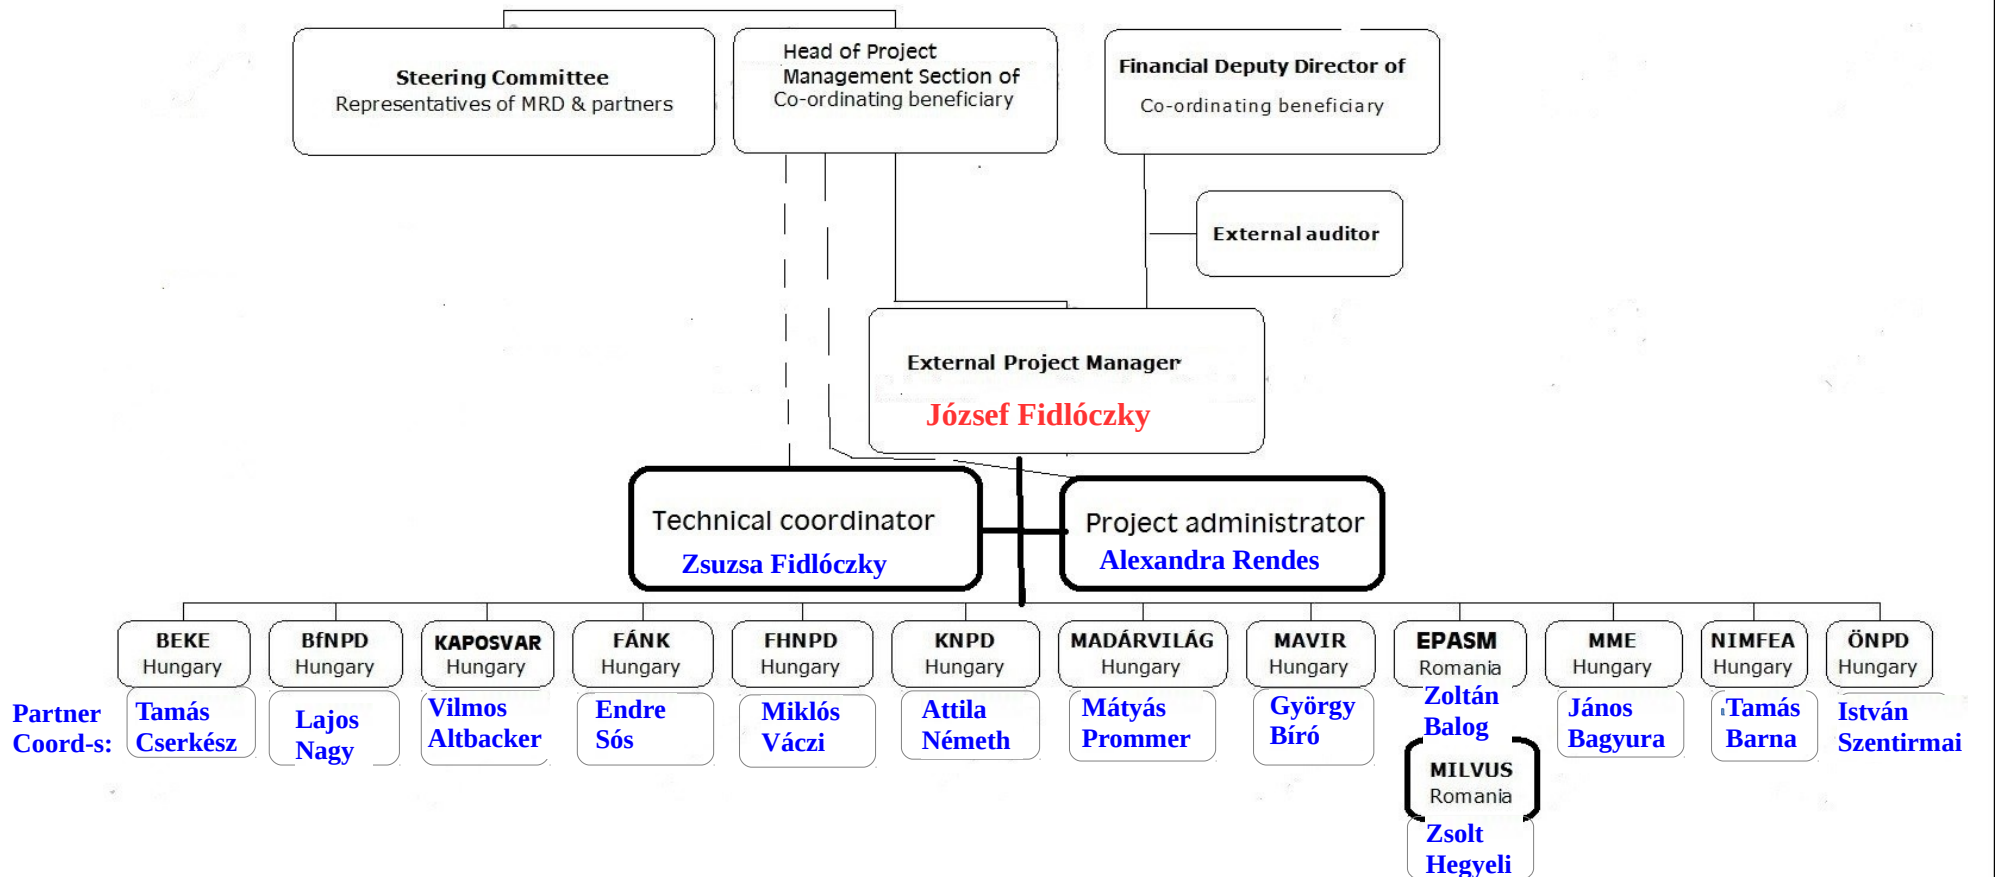 Steering Committee
Representatives of MRD & partners
Head of Project
Management Section of
Co-ordinating beneficiary
Financial Deputy Director of
Co-ordinating beneficiary
External auditor
External Project Manager
József Fidlóczky
Technical coordinator
Zsuzsa Fidlóczky
Project administrator
Alexandra Rendes
BEKE
Hungary
BfNPD
Hungary
KAPOSVAR
Hungary
FÁNK
Hungary
FHNPD
Hungary
KNPD
Hungary
MADÁRVILÁG
Hungary
MAVIR
Hungary
EPASM
Romania
MME
Hungary
NIMFEA
Hungary
ÖNPD
Hungary
Partner
Coord-s:
Tamás
Cserkész
Lajos
Nagy
Vilmos
Altbacker
Endre
Sós
Miklós
Váczi
Attila
Németh
Mátyás
Prommer
György
Bíró
Zoltán
Balog
János
Bagyura
Tamás
Barna
István
Szentirmai
MILVUS
Romania
Zsolt
Hegyeli